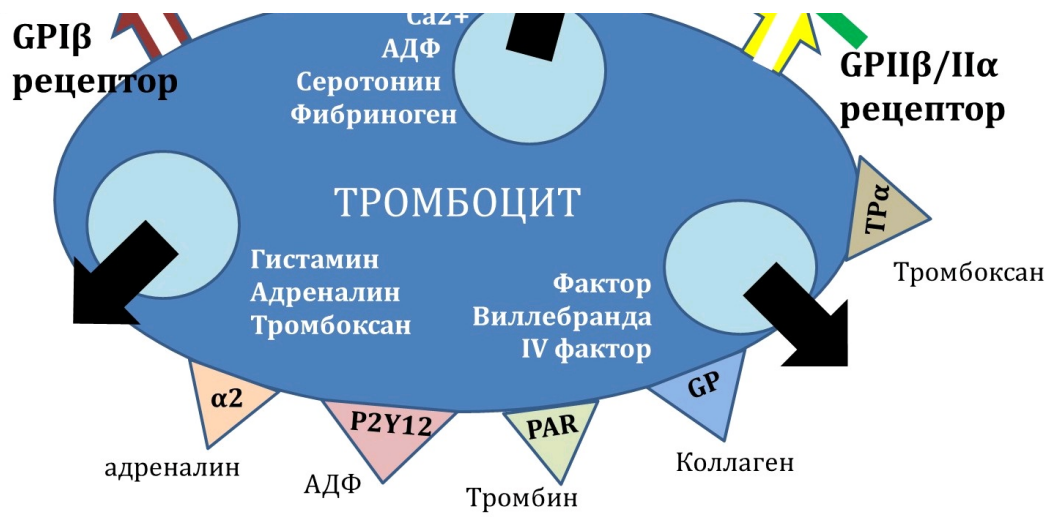 GPIβ
рецептор
Ca2+
АДФ
Серотонин
Фибриноген
GPIIβ/IIα
рецептор
ТРОМБОЦИТ
TPα
Тромбоксан
Гистамин
Адреналин
Тромбоксан
Фактор
Виллебранда
IV фактор
α2
P2Y12
PAR
GP
адреналин
АДФ
Тромбин
Коллаген